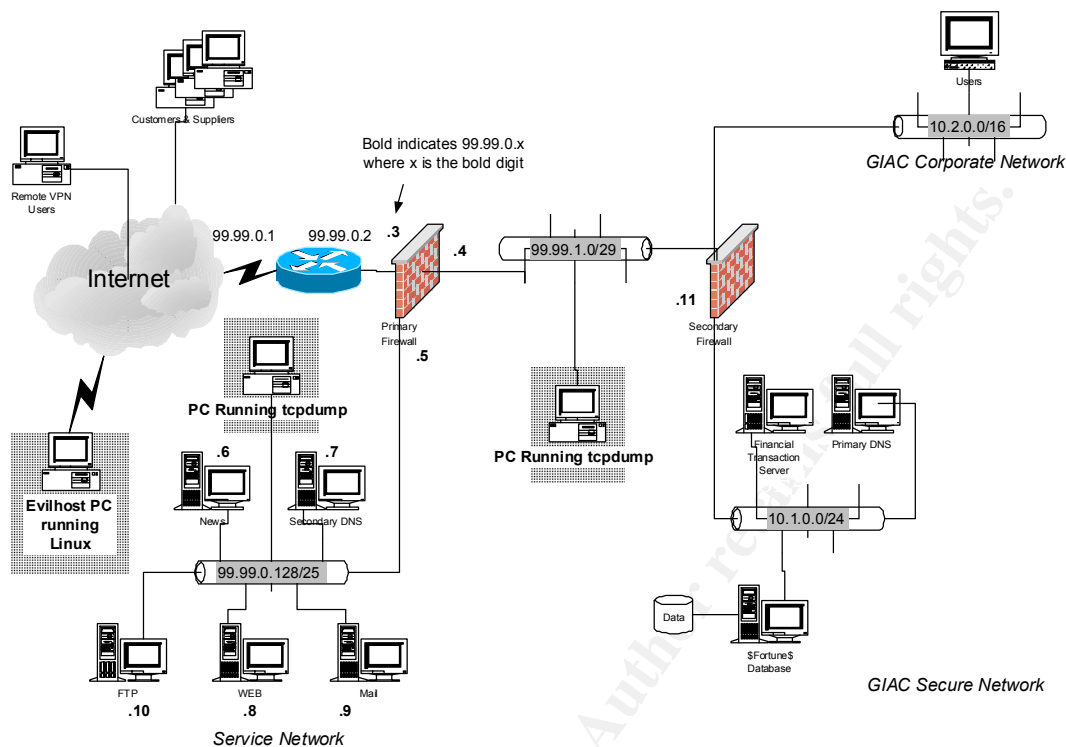 Customers & Suppliers
Users
10.2.0.0/16
GIAC Corporate Network
Bold indicates 99.99.0.x
where x is the bold digit
Remote VPN
Users
99.99.0.1
99.99.0.2
.3
.4
99.99.1.0/29
Internet
.11
Primary
Firewall
Secondary
Firewall
.5
PC Running tcpdump
PC Running tcpdump
.6
.7
Financial
Transaction
Server
Primary DNS
Evilhost PC
running
Linux
News
Secondary DNS
10.1.0.0/24
99.99.0.128/25
Data
$Fortune$
Database
FTP
WEB
Mail
.10
.8
.9
GIAC Secure Network
Service Network
Author retains full rights.